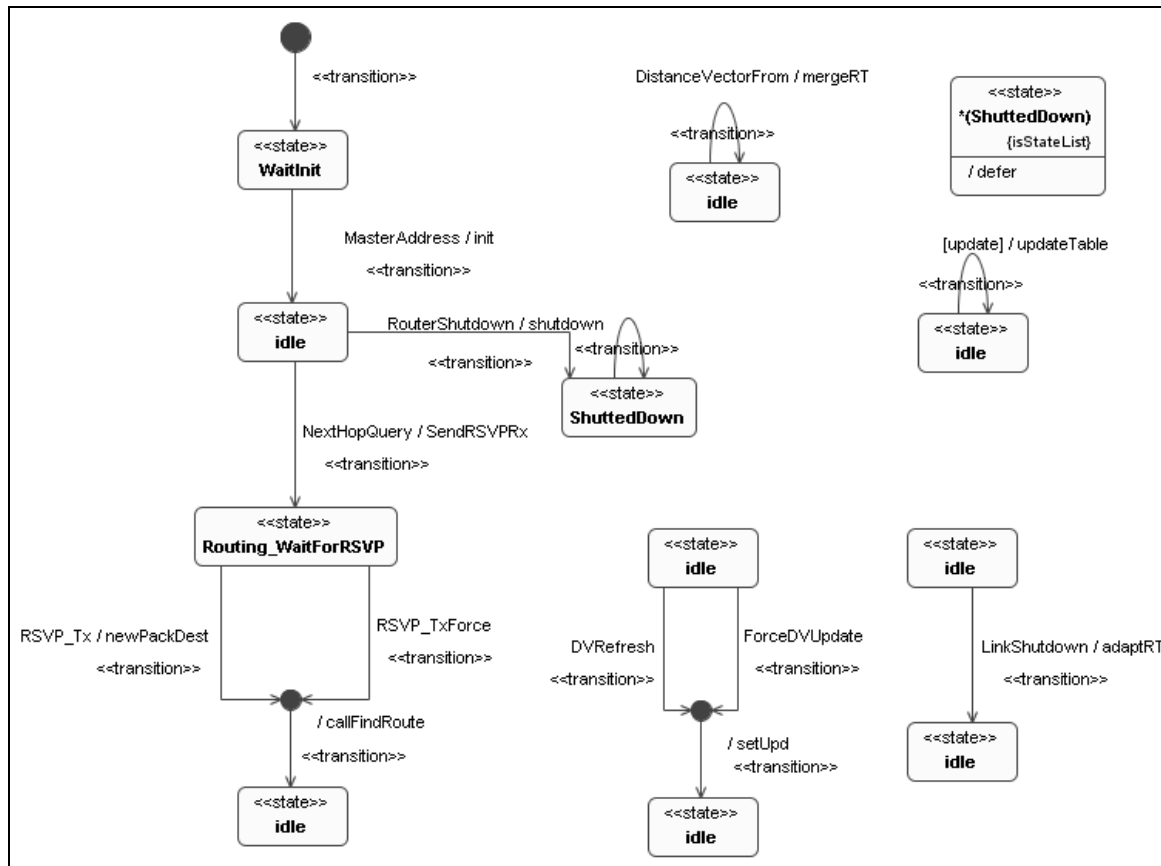 <<transition>>
<<state>>
WaitInit
MasterAddress / init
<<transition>>
<<state>>
idle
RouterShutdown / shutdown
<<transition>>
<<transition>>
<<state>>
ShuttedDown
NextHopQuery / SendRSVPRx
<<transition>>
<<state>>
Routing_WaitForRSVP
RSVP_Tx / newPackDest
<<transition>>
RSVP_TxForce
<<transition>>
/ callFindRoute
<<transition>>
<<state>>
idle
DistanceVectorFrom / mergeRT
<<transition>>
<<state>>
idle
<<state>>
*(ShuttedDown)
{isStateList}
/ defer
[update] / updateTable
<<transition>>
<<state>>
idle
<<state>>
idle
DVRefresh
<<transition>>
ForceDVUpdate
<<transition>>
/ setUpd
<<transition>>
<<state>>
idle
<<state>>
idle
LinkShutdown / adaptRT
<<transition>>
<<state>>
idle